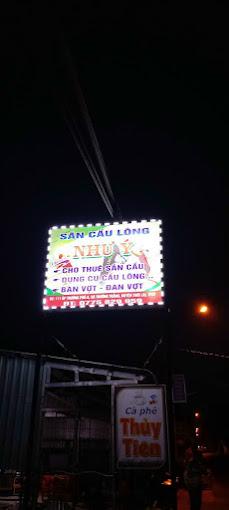 SÂN CẦU LÔNG
NHƯ Ý
- CHO THUÊ SÂN CẦU
- DỤNG CỤ CẦU LÔNG ...
- BÁN VỢT - ĐAN VỢT
Cà phê
Thủy
Tiên